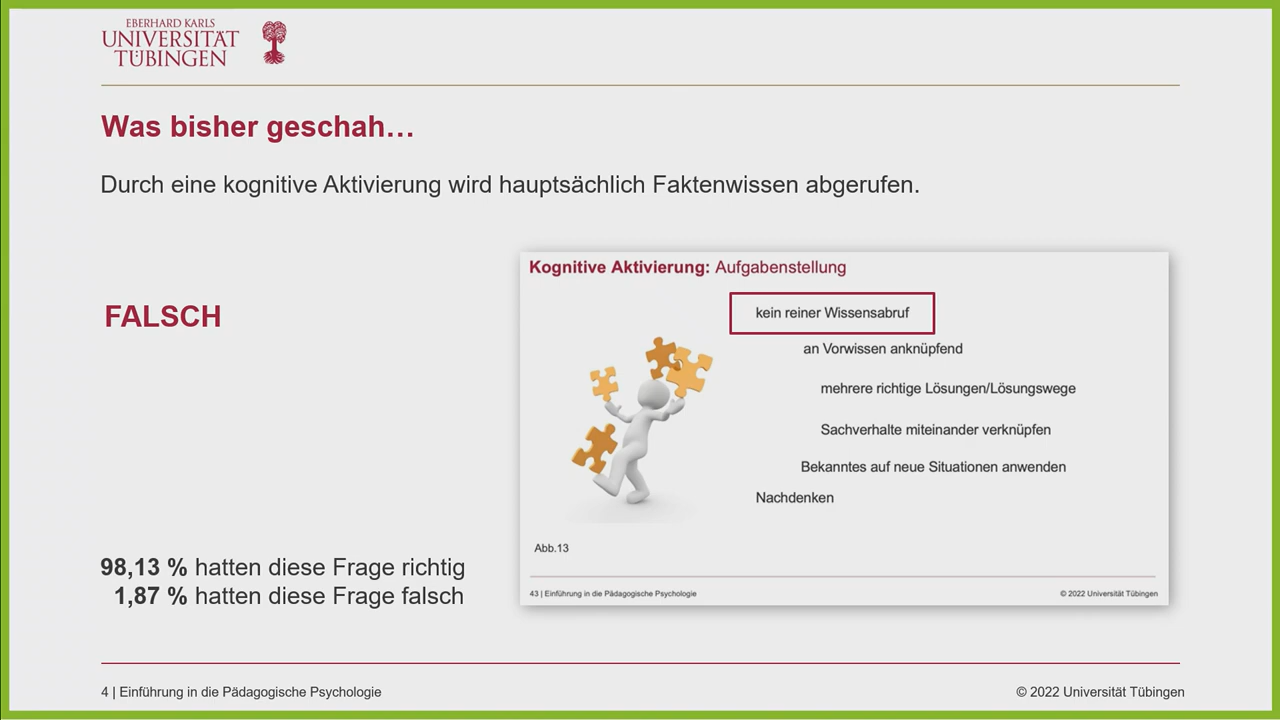 EBERHARD KARLS
UNIVERSITÄT
TÜBINGEN
Was bisher geschah…
Durch eine kognitive Aktivierung wird hauptsächlich Faktenwissen abgerufen.
FALSCH
98,13 % hatten diese Frage richtig
1,87 % hatten diese Frage falsch
Kognitive Aktivierung: Aufgabenstellung
kein reiner Wissensabruf
an Vorwissen anknüpfend
mehrere richtige Lösungen/Lösungswege
Sachverhalte miteinander verknüpfen
Bekanntes auf neue Situationen anwenden
Nachdenken
Abb.13
43 | Einführung in die Pädagogische Psychologie
© 2022 Universität Tübingen
4 | Einführung in die Pädagogische Psychologie
© 2022 Universität Tübingen